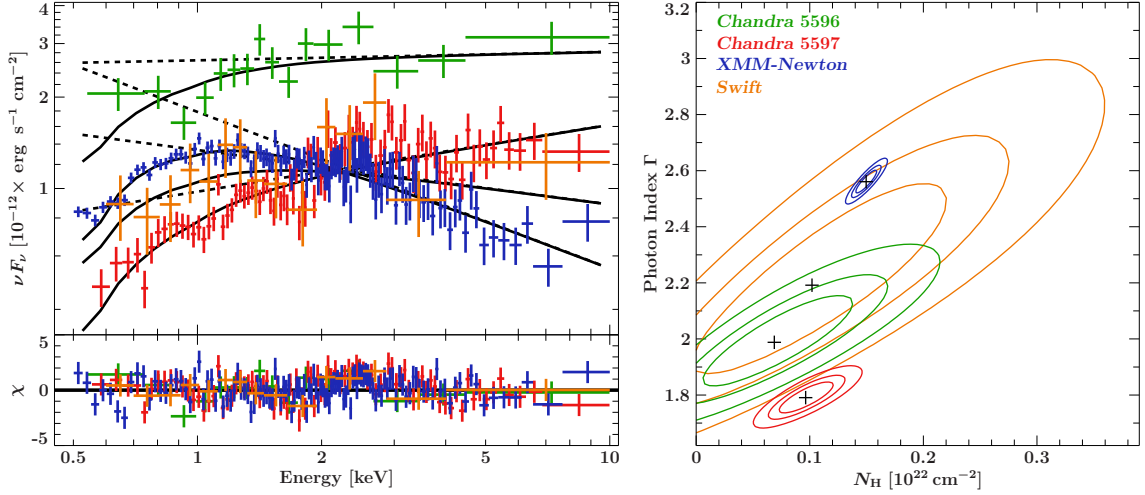 νFν [10⁻¹² × erg s⁻¹ cm⁻²]
4
3
2
1
χ
5
0
-5
0.5 1 2 5 10
Energy [keV]
Chandra 5596
Chandra 5597
XMM-Newton
Swift
Photon Index Γ
3.2
3
2.8
2.6
2.4
2.2
2
1.8
0 0.1 0.2 0.3
N_H [10²² cm⁻²]